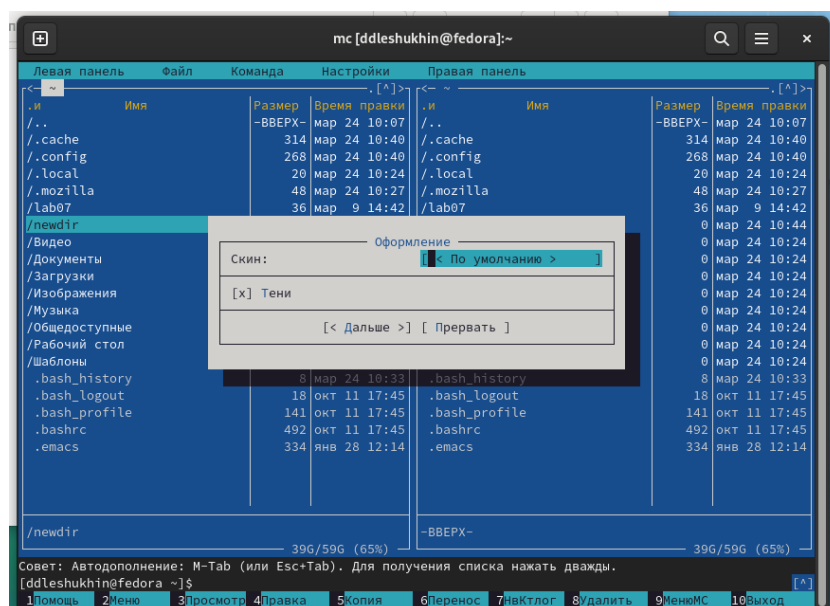 mc [ddleshukhin@fedora]:~
Левая панель Файл Команда Настройки Правая панель
<— ~ .[^]> <— ~ .[^]>
.и Имя Размер Время правки .и Имя Размер Время правки
/.. -ВВЕРХ- мар 24 10:07 /.. -ВВЕРХ- мар 24 10:07
/.cache 314 мар 24 10:40 /.cache 314 мар 24 10:40
/.config 268 мар 24 10:40 /.config 268 мар 24 10:40
/.local 20 мар 24 10:24 /.local 20 мар 24 10:24
/.mozilla 48 мар 24 10:27 /.mozilla 48 мар 24 10:27
/lab07 36 мар 9 14:42 /lab07 36 мар 9 14:42
/newdir 0 мар 24 10:44
/Видео Оформление 0 мар 24 10:24
/Документы Скин: [ < По умолчанию > ] 0 мар 24 10:24
/Загрузки 0 мар 24 10:24
/Изображения [x] Тени 0 мар 24 10:24
/Музыка 0 мар 24 10:24
/Общедоступные [< Дальше >] [ Прервать ] 0 мар 24 10:24
/Рабочий стол 0 мар 24 10:24
/Шаблоны 0 мар 24 10:24
.bash_history 8 мар 24 10:33 .bash_history 8 мар 24 10:33
.bash_logout 18 окт 11 17:45 .bash_logout 18 окт 11 17:45
.bash_profile 141 окт 11 17:45 .bash_profile 141 окт 11 17:45
.bashrc 492 окт 11 17:45 .bashrc 492 окт 11 17:45
.emacs 334 янв 28 12:14 .emacs 334 янв 28 12:14
/newdir -ВВЕРХ-
39G/59G (65%) 39G/59G (65%)
Совет: Автодополнение: M-Tab (или Esc+Tab). Для получения списка нажать дважды.
[ddleshukhin@fedora ~]$ [^]
1Помощь 2Меню 3Просмотр 4Правка 5Копия 6Перенос 7НвКтлог 8Удалить 9МенюMC 10Выход